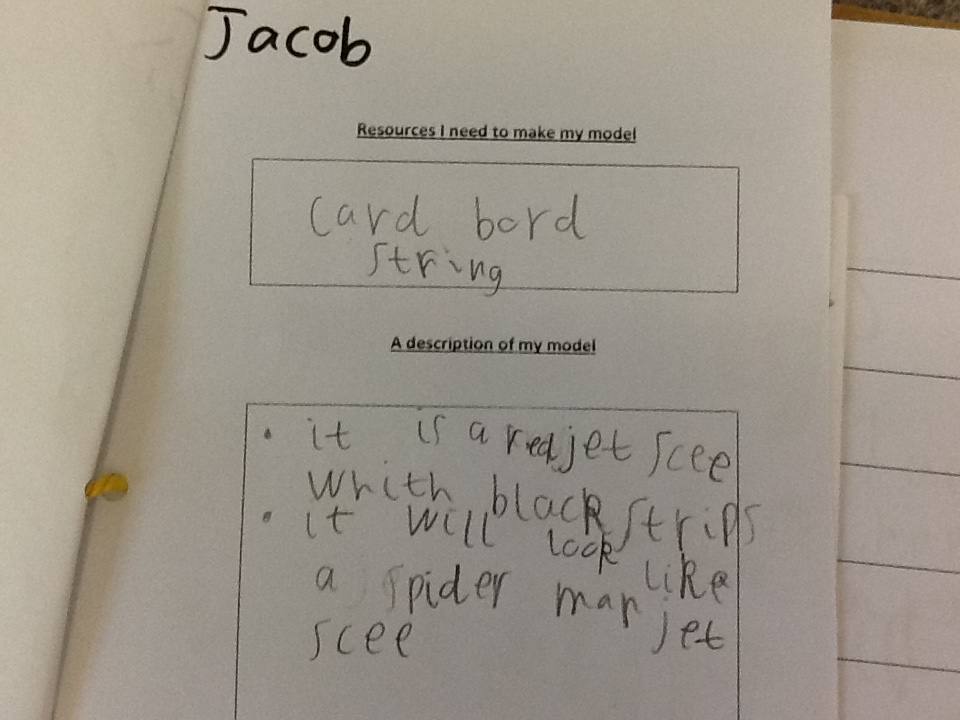 Jacob
Resources I need to make my model
Card bord
string
A description of my model
• it is a red jet scee
whith black strips
• it will look like
a spider man jet
scee